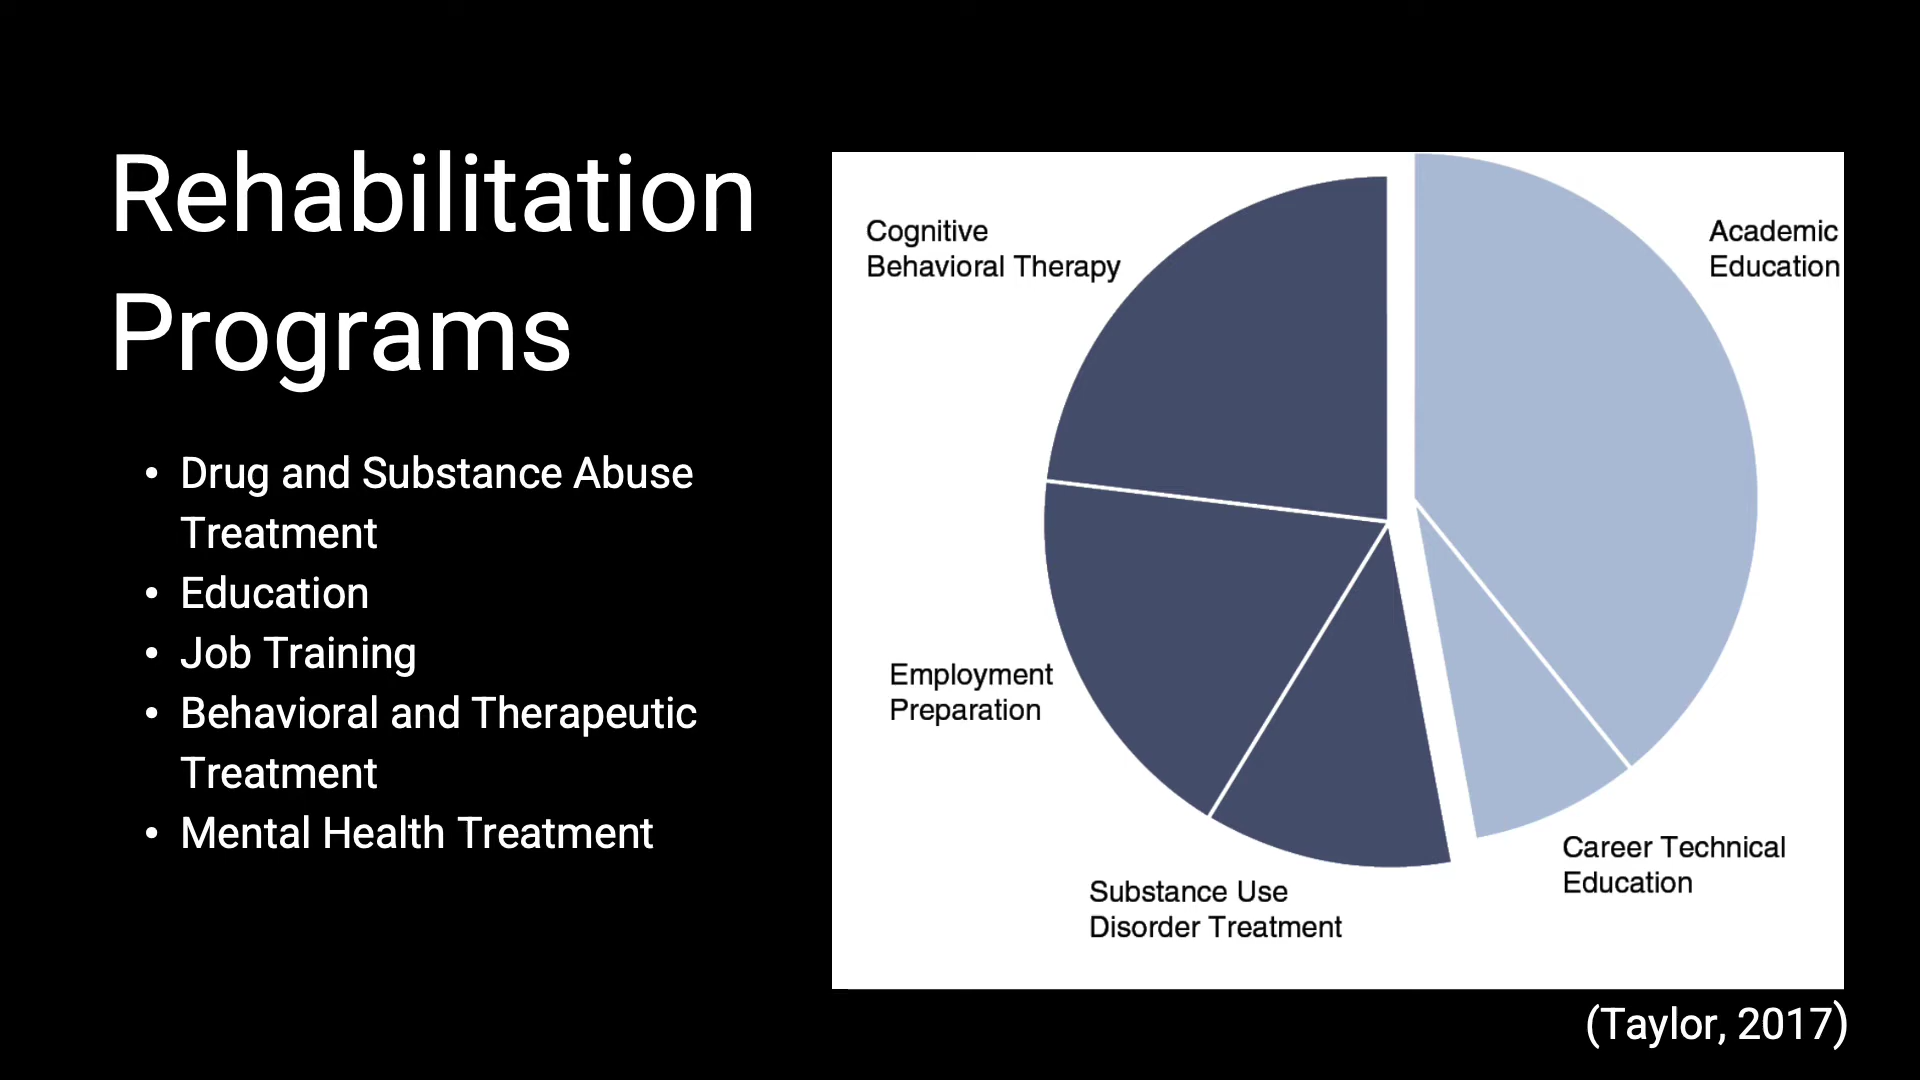 Rehabilitation
Programs
• Drug and Substance Abuse
Treatment
• Education
• Job Training
• Behavioral and Therapeutic
Treatment
• Mental Health Treatment
Cognitive
Behavioral Therapy
Academic
Education
Employment
Preparation
Career Technical
Education
Substance Use
Disorder Treatment
(Taylor, 2017)